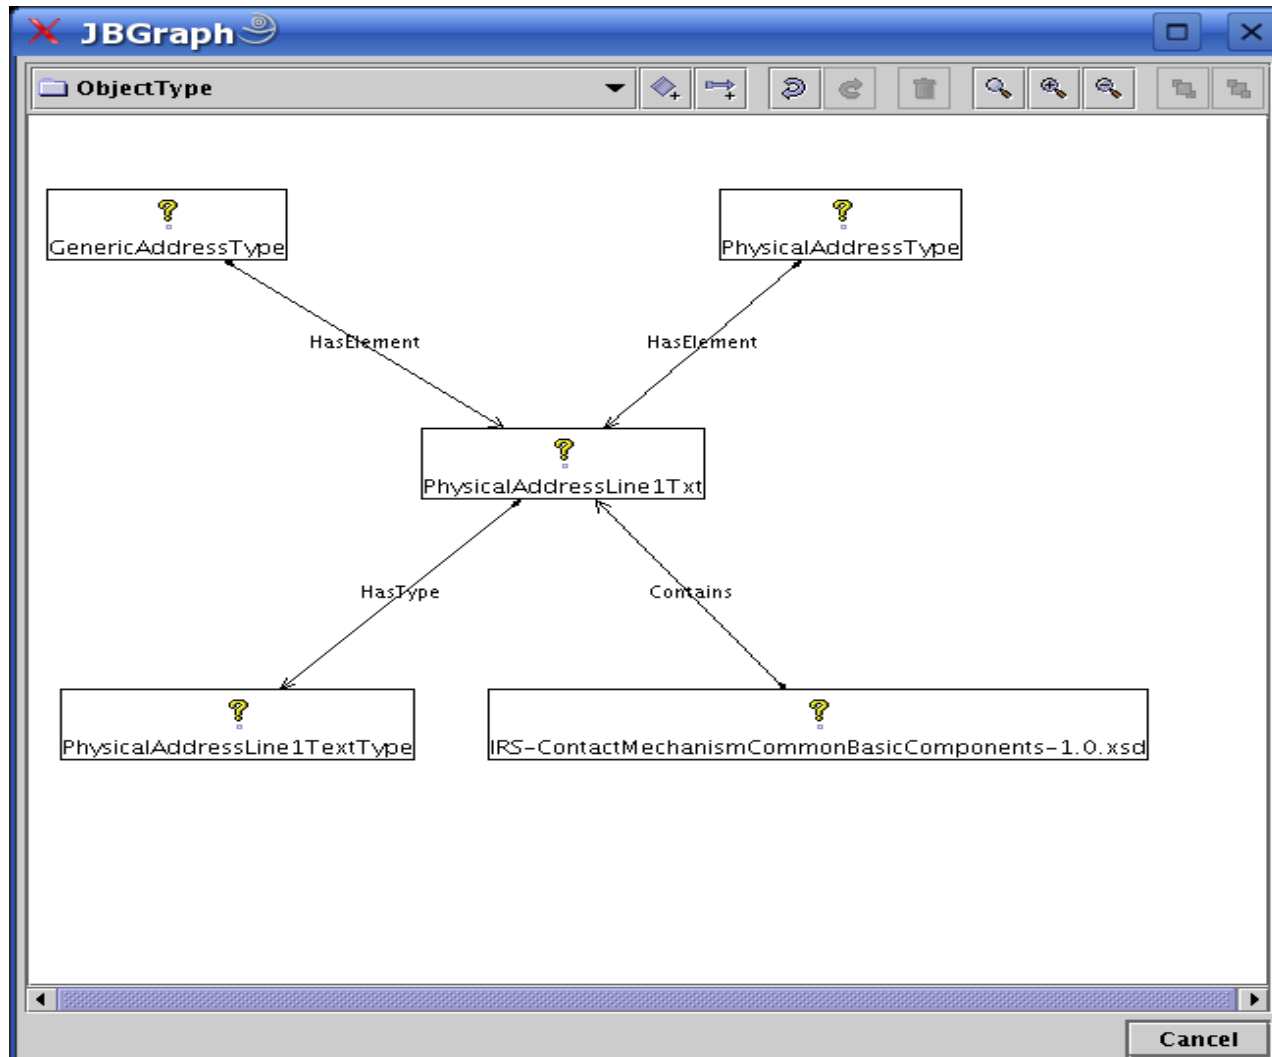 JBGraph
ObjectType
GenericAddressType
PhysicalAddressType
HasElement
HasElement
PhysicalAddressLine1Txt
HasType
Contains
PhysicalAddressLine1TextType
IRS-ContactMechanismCommonBasicComponents-1.0.xsd
Cancel